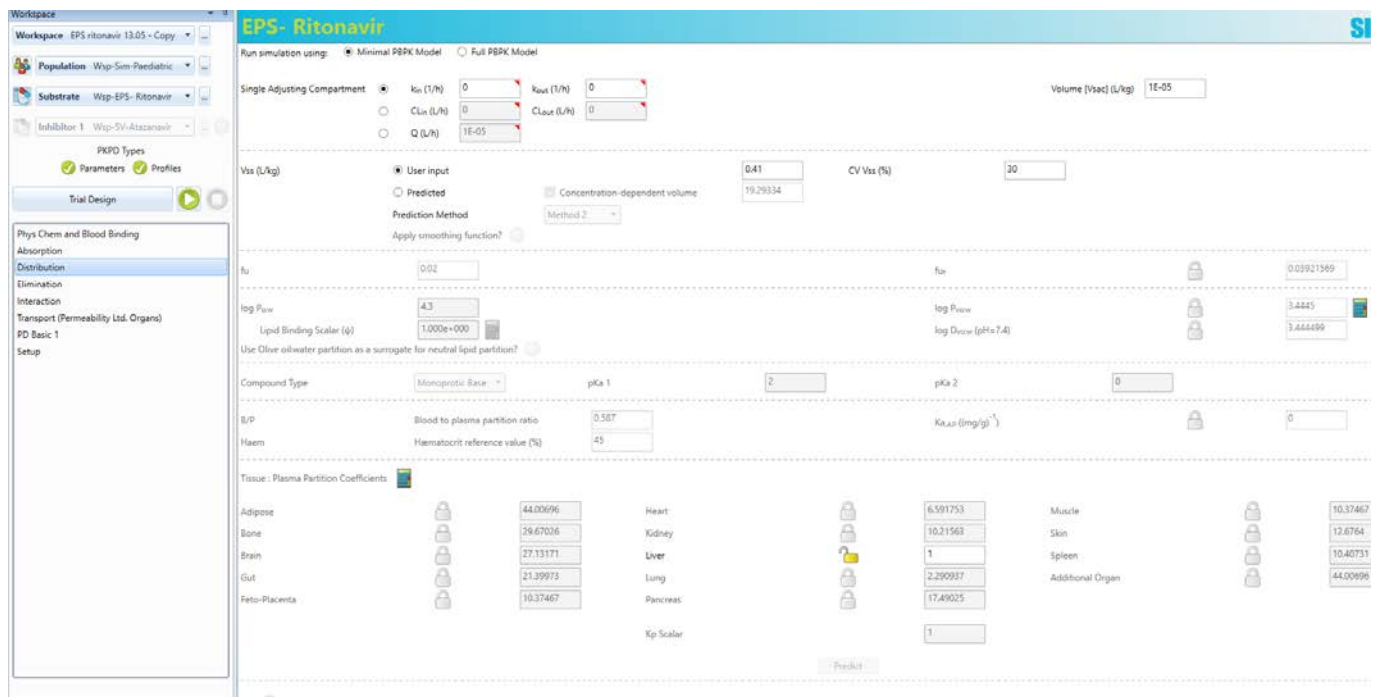 Workspace
Workspace EPS ritonavir 13.05 - Copy ...
Population Wsp-Sim-Paediatric ...
Substrate Wsp-EPS- Ritonavir ...
Inhibitor 1 Wsp-SV-Atazanavir
PKPD Types
Parameters Profiles
Trial Design
Phys Chem and Blood Binding
Absorption
Distribution
Elimination
Interaction
Transport (Permeability Ltd. Organs)
PD Basic 1
Setup
EPS- Ritonavir
Run simulation using: Minimal PBPK Model Full PBPK Model
Single Adjusting Compartment kin (1/h) 0 kout (1/h) 0 Volume [Vsac] (L/kg) 1E-05
CLin (L/h) 0 CLout (L/h) 0
Q (L/h) 1E-05
Vss (L/kg) User input 0.41 CV Vss (%) 30
Predicted Concentration-dependent volume 19.29334
Prediction Method Method 2
Apply smoothing function?
fu 0.02 0.03921569
log Po:w 4.3 log Pvo:w 3.4445
Lipid Binding Scalar (ψ) 1.000e+000 log Dvo:w (pH=7.4) 3.444499
Use Olive oil:water partition as a surrogate for neutral lipid partition?
Compound Type Monoprotic Base pKa 1 2 pKa 2 0
B/P Blood to plasma partition ratio 0.587 0
Haem Hæmatocrit reference value (%) 45
Tissue : Plasma Partition Coefficients
Adipose 44.00696 Heart 6.591753 Muscle 10.37467
Bone 29.67026 Kidney 10.21563 Skin 12.6764
Brain 27.13171 Liver 1 Spleen 10.40731
Gut 21.39973 Lung 2.290937 Additional Organ 44.00696
Feto-Placenta 10.37467 Pancreas 17.49025
Kp Scalar 1
Predict